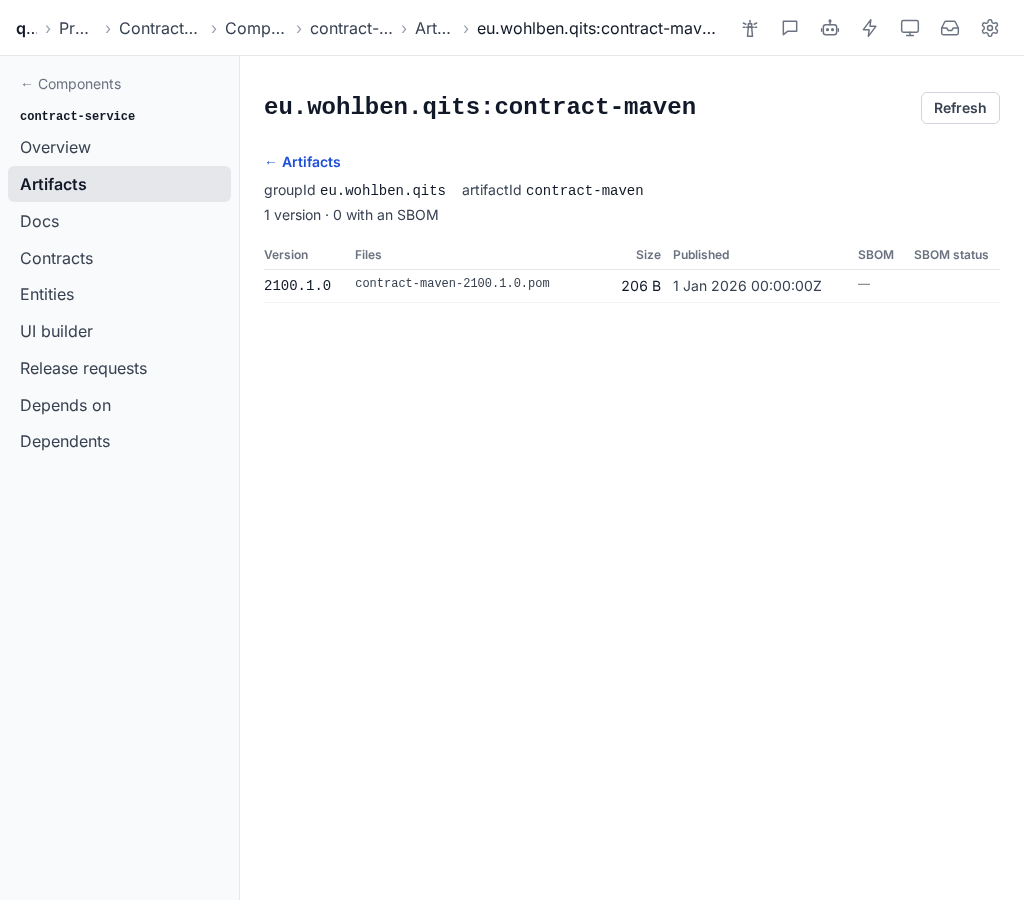 q... › Pr... › Contract... › Comp... › contract-... › Art... › eu.wohlben.qits:contract-mav...
← Components
contract-service
Overview
Artifacts
Docs
Contracts
Entities
UI builder
Release requests
Depends on
Dependents
eu.wohlben.qits:contract-maven
Refresh
← Artifacts
groupId eu.wohlben.qits artifactId contract-maven
1 version · 0 with an SBOM
Version Files Size Published SBOM SBOM status
2100.1.0 contract-maven-2100.1.0.pom 206 B 1 Jan 2026 00:00:00Z —